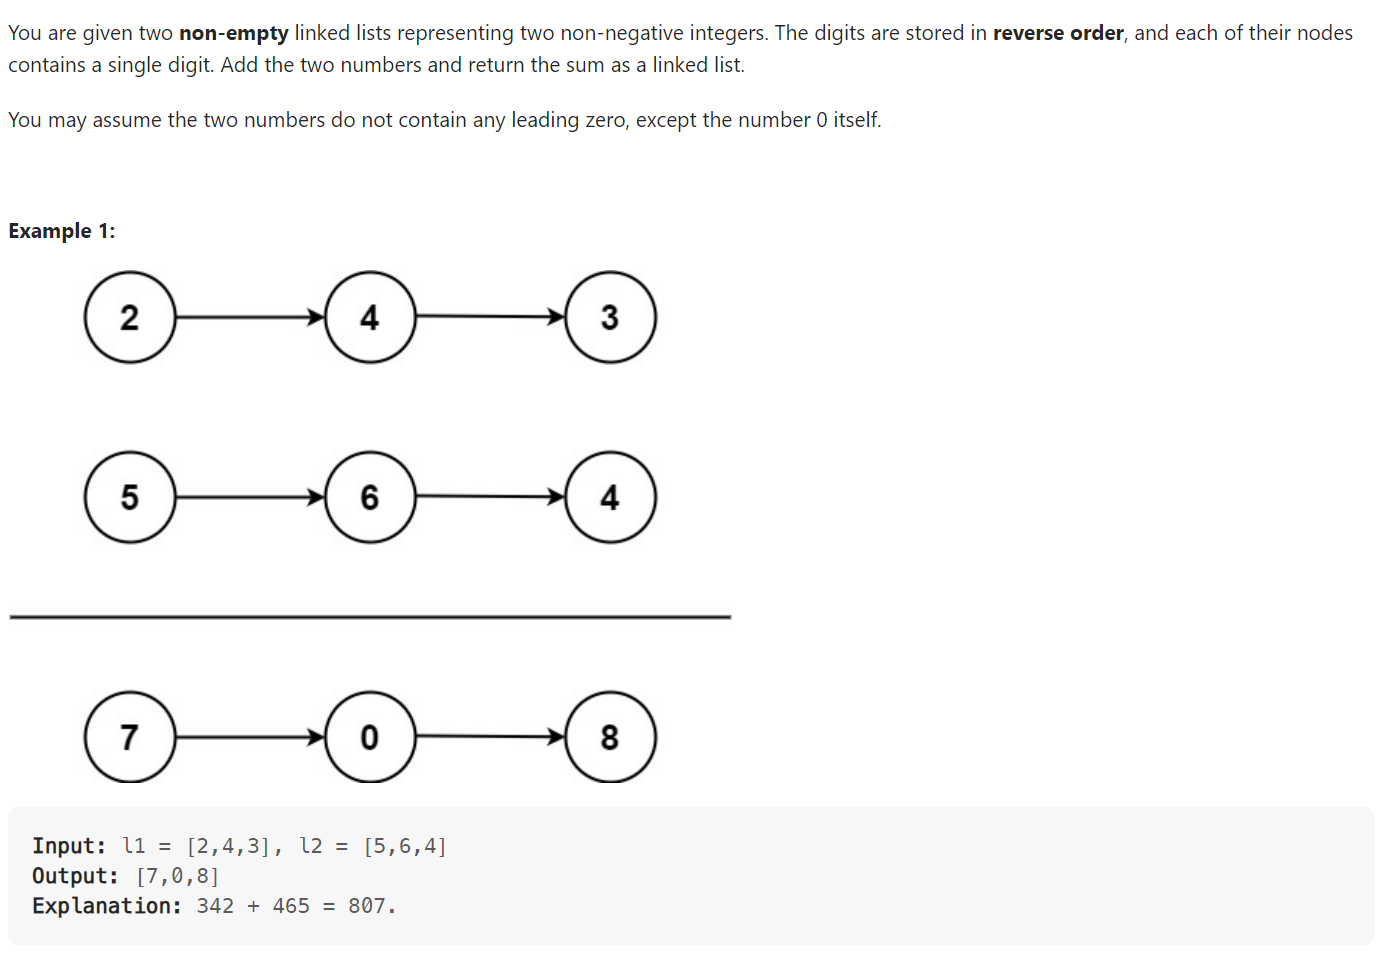 You are given two non-empty linked lists representing two non-negative integers. The digits are stored in reverse order, and each of their nodes
contains a single digit. Add the two numbers and return the sum as a linked list.
You may assume the two numbers do not contain any leading zero, except the number 0 itself.
Example 1:
2 4 3
5 6 4
7 0 8
Input: l1 = [2,4,3], l2 = [5,6,4]
Output: [7,0,8]
Explanation: 342 + 465 = 807.